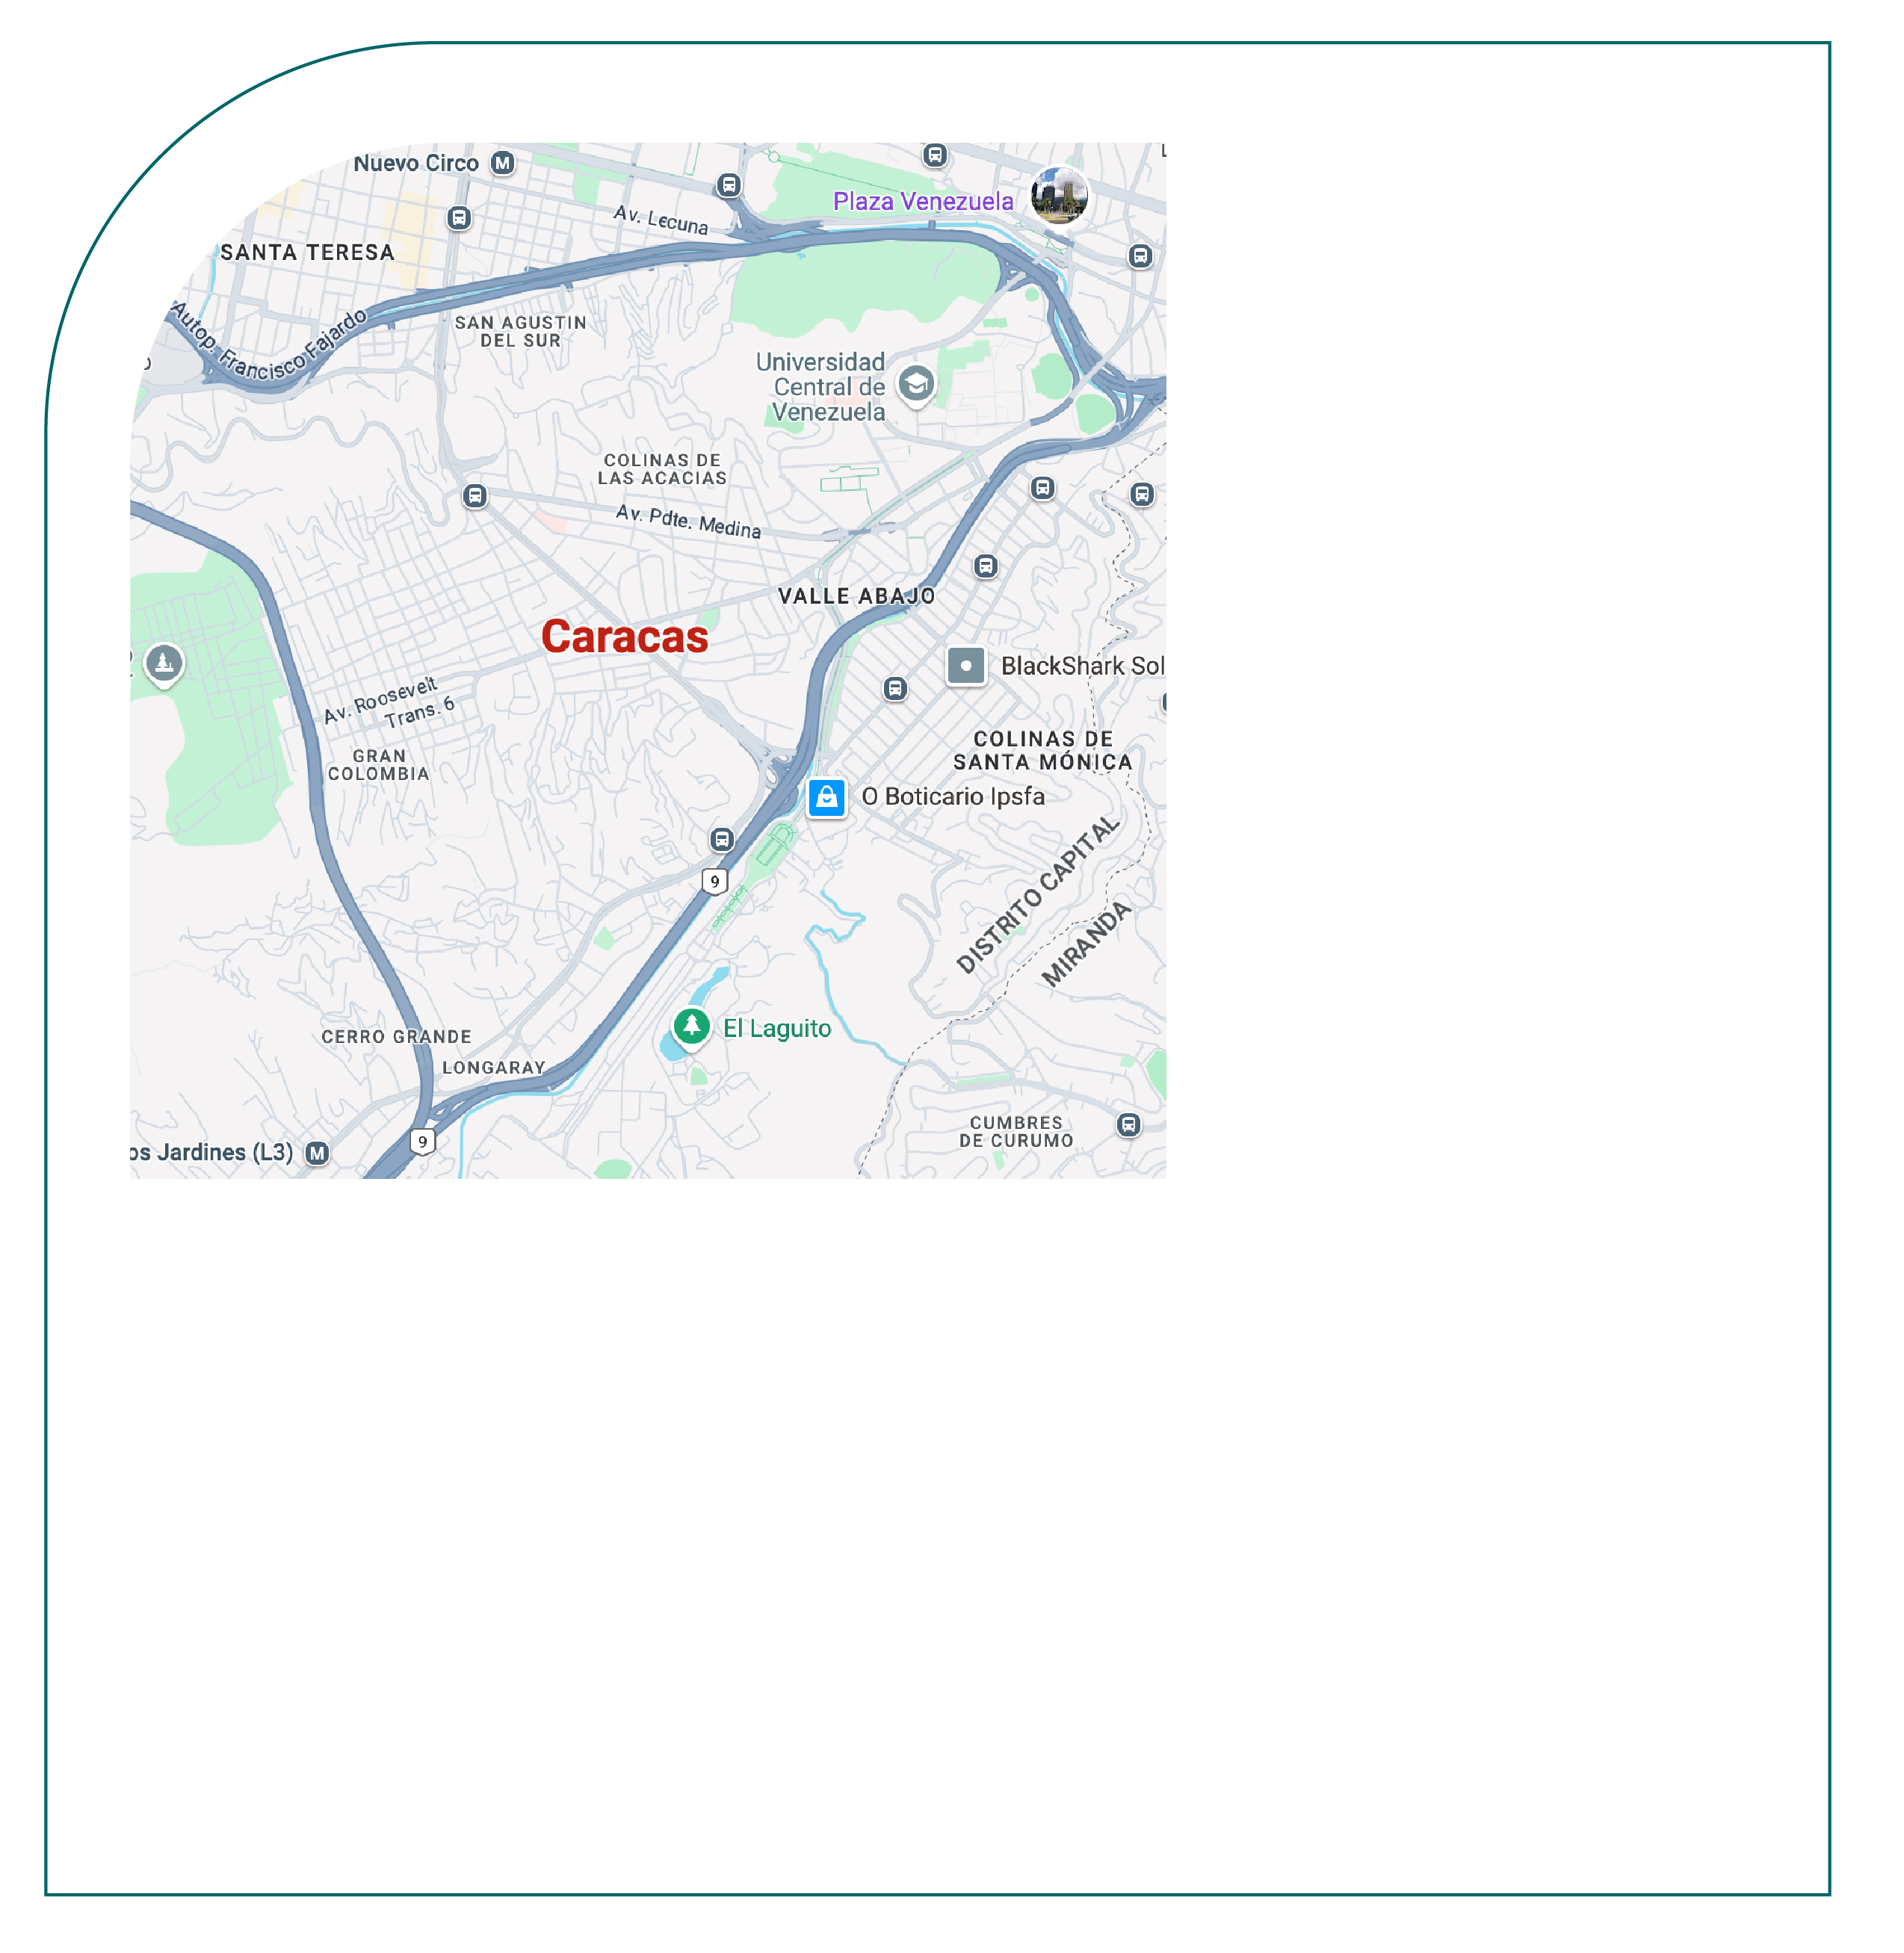 Nuevo Circo
Plaza Venezuela
Av. Lecuna
SANTA TERESA
Autop. Francisco Fajardo
SAN AGUSTIN
DEL SUR
Universidad
Central de
Venezuela
COLINAS DE
LAS ACACIAS
Av. Pdte. Medina
VALLE ABAJO
Caracas
BlackShark Sol
Av. Roosevelt
Trans. 6
COLINAS DE
SANTA MÓNICA
GRAN
COLOMBIA
O Boticario Ipsfa
9
DISTRITO CAPITAL
MIRANDA
El Laguito
CERRO GRANDE
LONGARAY
CUMBRES
DE CURUMO
9
os Jardines (L3)